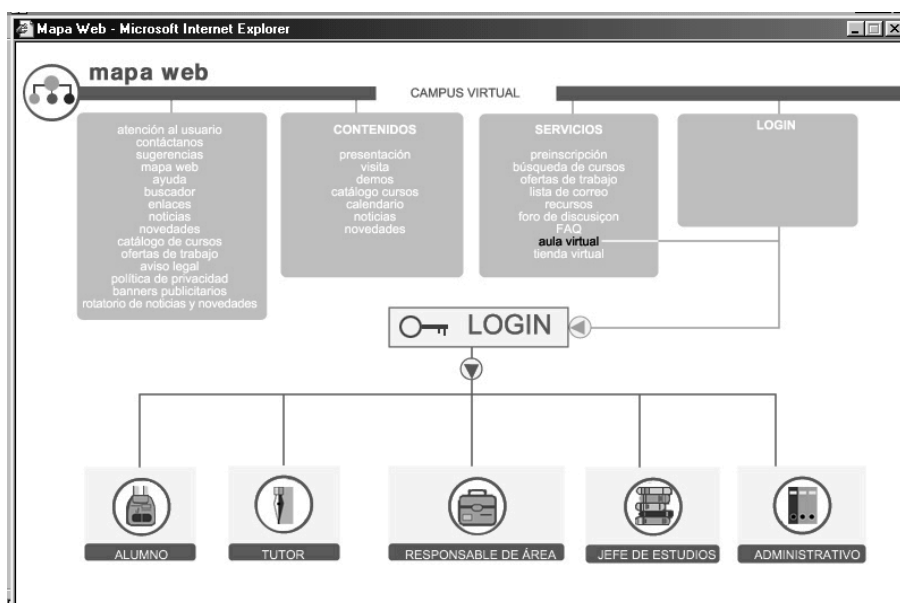 Mapa Web - Microsoft Internet Explorer
mapa web
CAMPUS VIRTUAL
atención al usuario
contáctanos
sugerencias
mapa web
ayuda
buscador
enlaces
noticias
novedades
catálogo de cursos
ofertas de trabajo
aviso legal
política de privacidad
banners publicitarios
rotatorio de noticias y novedades
CONTENIDOS
presentación
visita
demos
catálogo cursos
calendario
noticias
novedades
SERVICIOS
preinscripción
búsqueda de cursos
ofertas de trabajo
lista de correo
recursos
foro de discusiçon
FAQ
aula virtual
tienda virtual
LOGIN
LOGIN
ALUMNO
TUTOR
RESPONSABLE DE ÁREA
JEFE DE ESTUDIOS
ADMINISTRATIVO